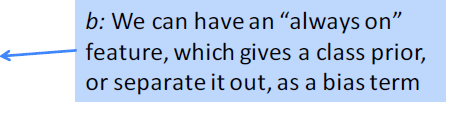 b: We can have an “always on”
feature, which gives a class prior,
or separate it out, as a bias term